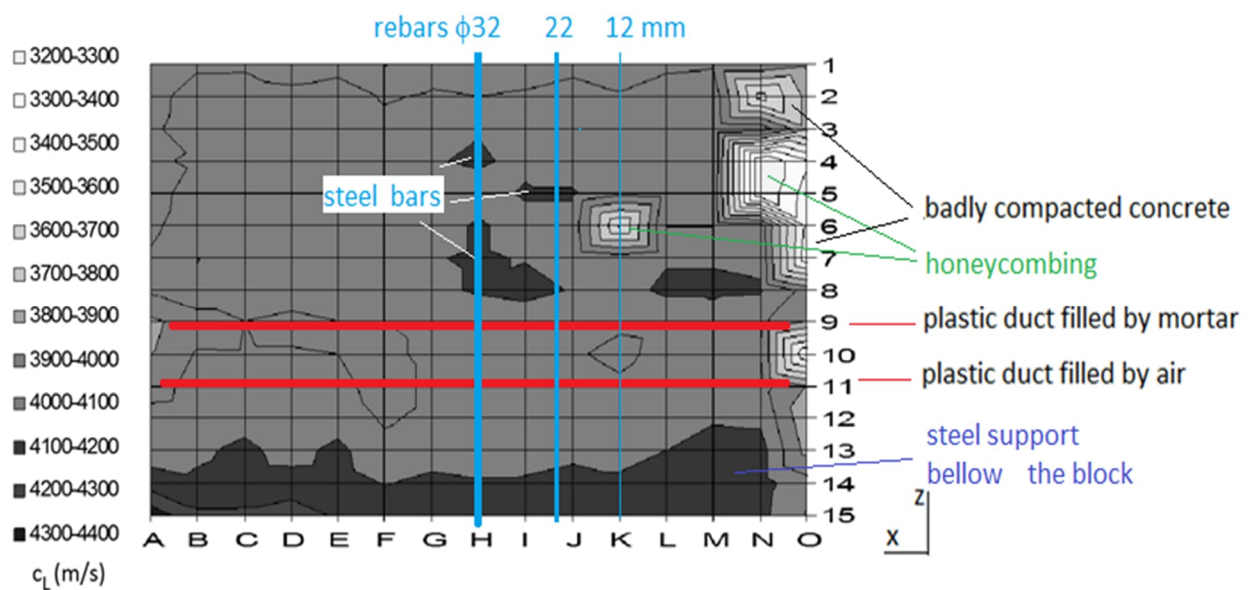 rebars ϕ32 22 12 mm
3200-3300
3300-3400
3400-3500
3500-3600
3600-3700
3700-3800
3800-3900
3900-4000
4000-4100
4100-4200
4200-4300
4300-4400
c_L (m/s)
steel bars
1
2
3
4
5
6
7
8
9
10
11
12
13
14
15
A B C D E F G H I J K L M N O
badly compacted concrete
honeycombing
plastic duct filled by mortar
plastic duct filled by air
steel support
bellow the block
Z
X